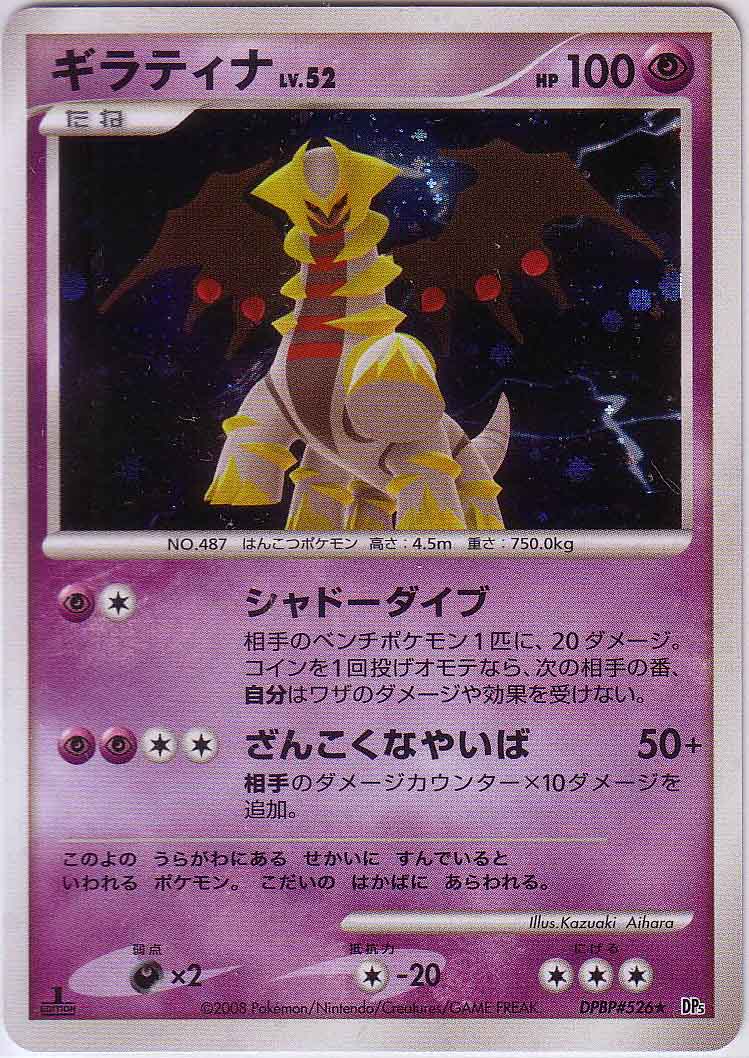 ギラティナ LV.52 HP 100
たね
NO.487 はんこつポケモン 高さ：4.5m 重さ：750.0kg
シャドーダイブ
相手のベンチポケモン1匹に、20ダメージ。
コインを1回投げオモテなら、次の相手の番、
自分はワザのダメージや効果を受けない。
ざんこくなやいば 50+
相手のダメージカウンター×10ダメージを
追加。
このよの うらがわにある せかいに すんでいると
いわれる ポケモン。 こだいの はかばに あらわれる。
Illus.Kazuaki Aihara
弱点 抵抗力 にげる
×2 -20
1 EDITION ©2008 Pokémon/Nintendo/Creatures/GAME FREAK. DPBP#526★ DP5